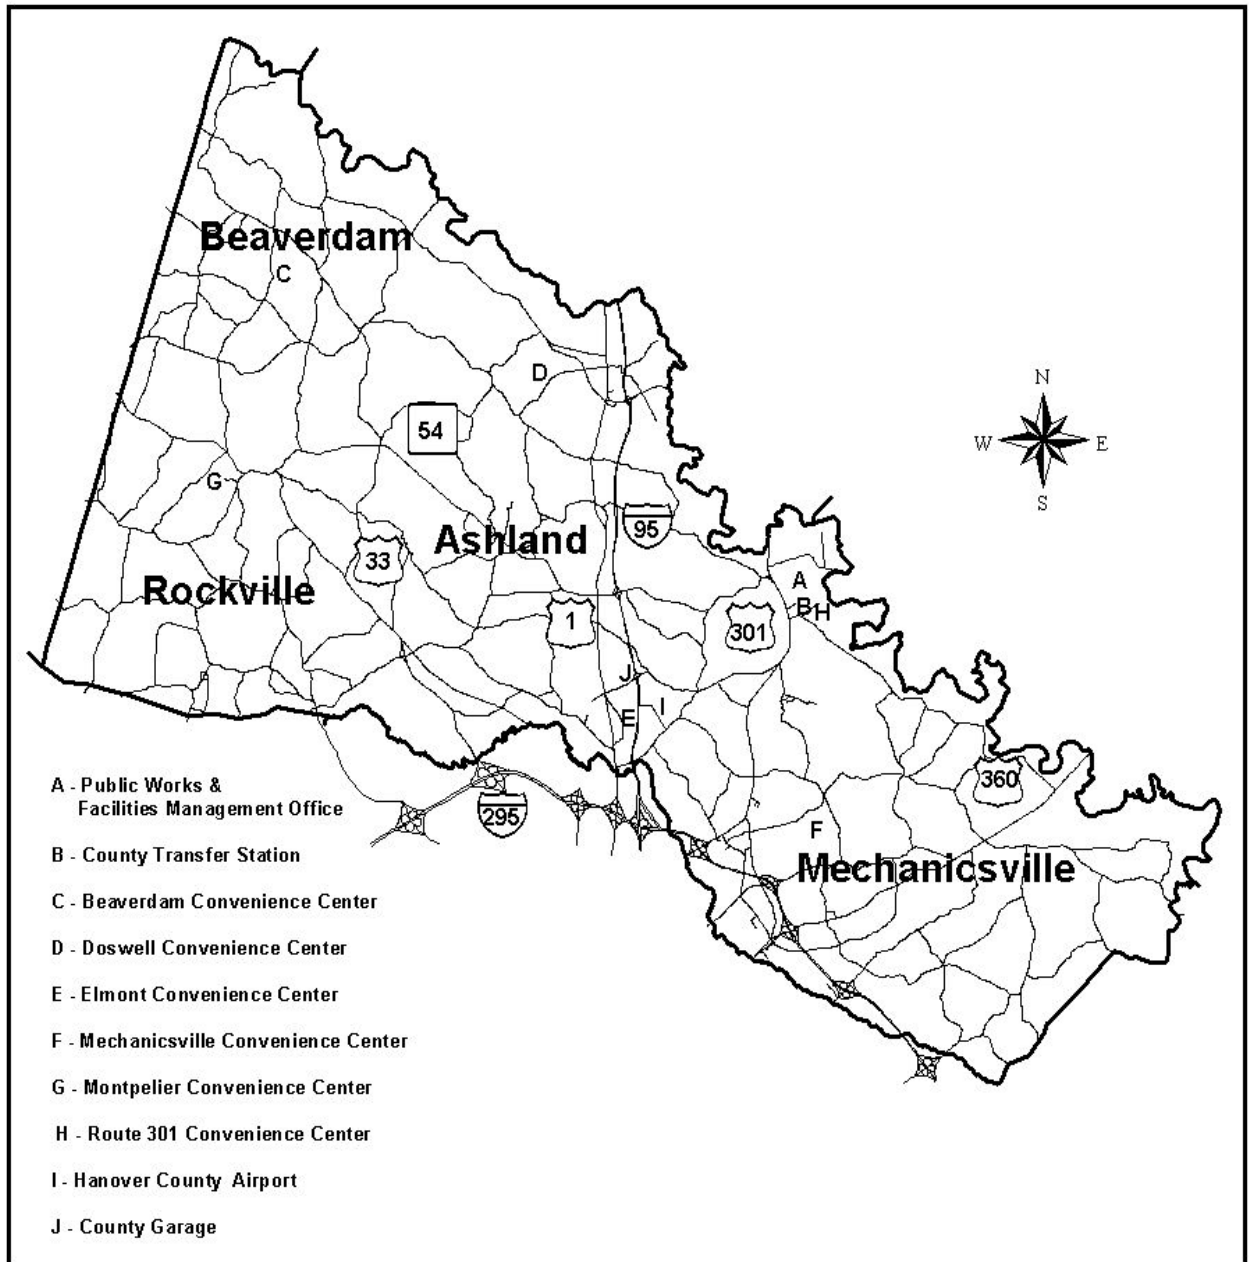 Beaverdam
C
D
N
W E
S
54
G
95
Ashland
33
A
Rockville
B H
1
301
J
I
E
360
A - Public Works &
Facilities Management Office
295
F
B - County Transfer Station
Mechanicsville
C - Beaverdam Convenience Center
D - Doswell Convenience Center
E - Elmont Convenience Center
F - Mechanicsville Convenience Center
G - Montpelier Convenience Center
H - Route 301 Convenience Center
I - Hanover County Airport
J - County Garage